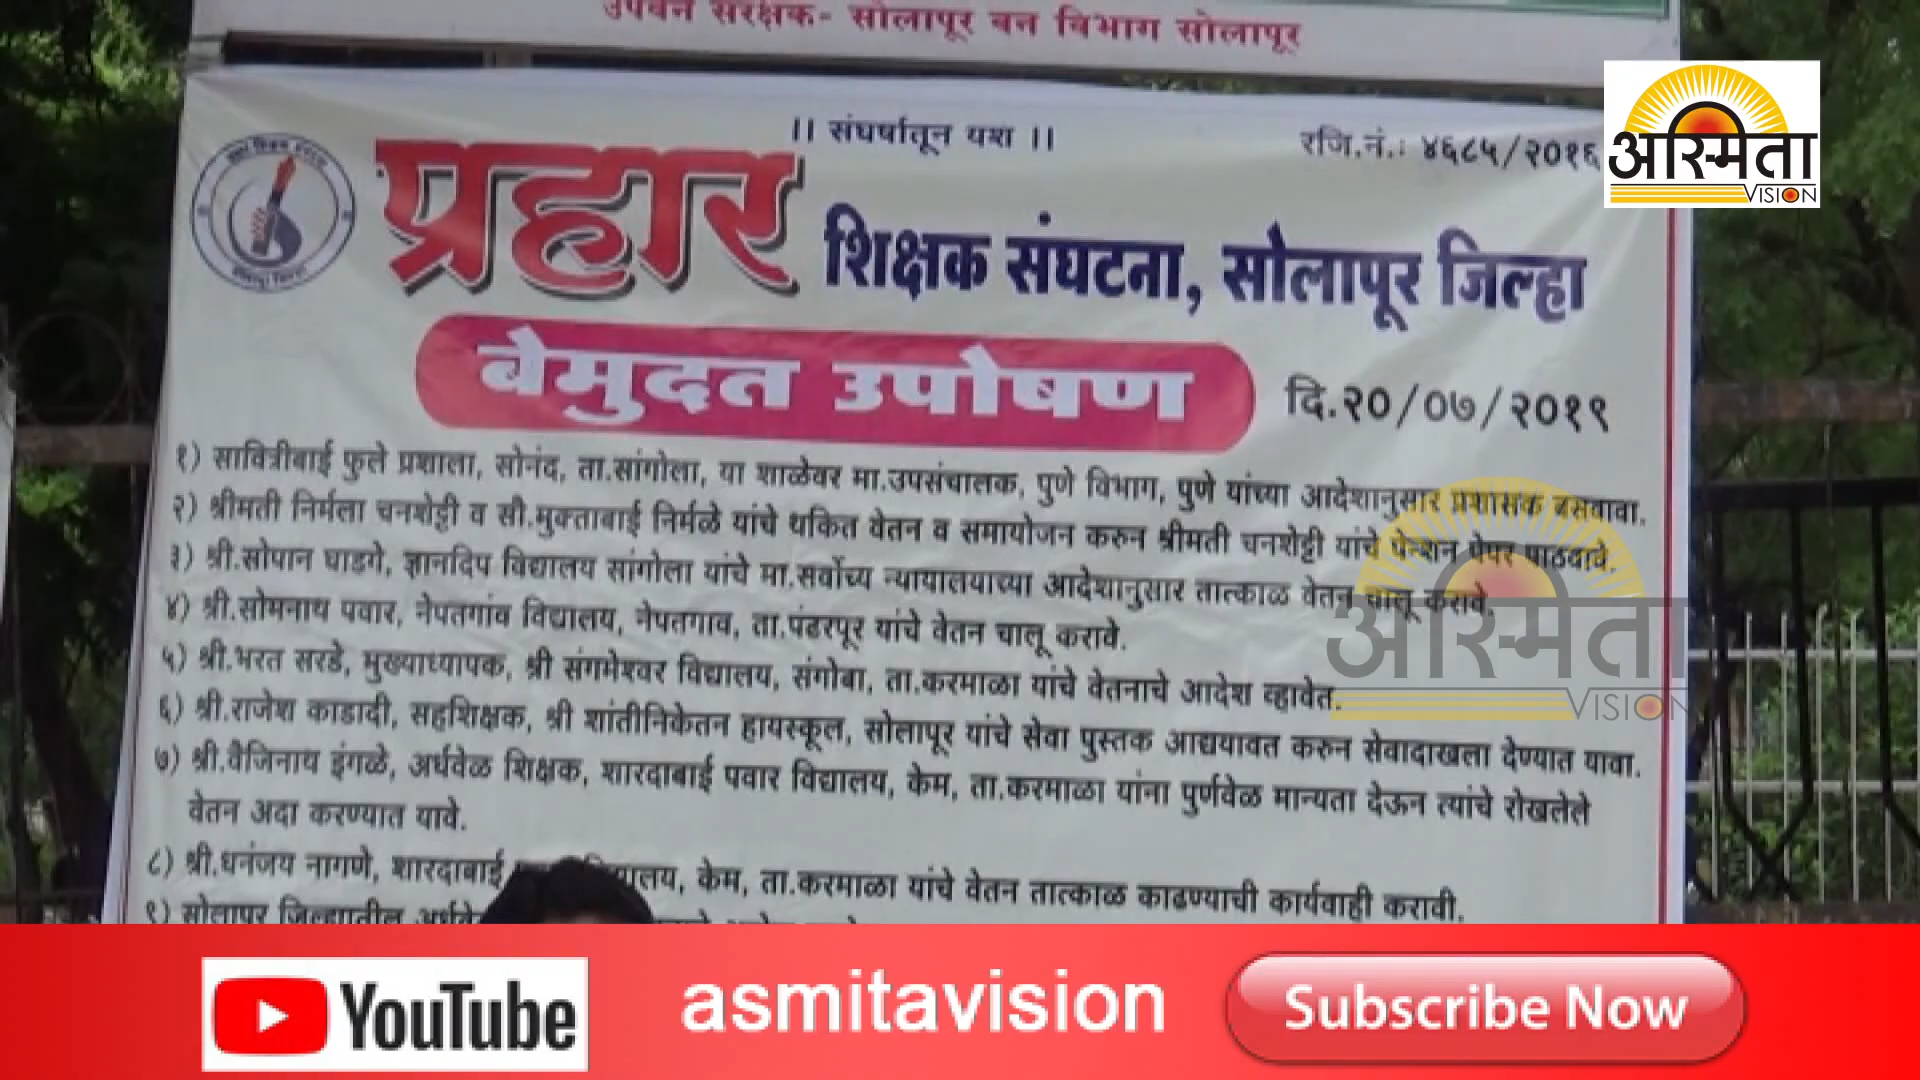 उपवन संरक्षक- सोलापूर वन विभाग सोलापूर
।। संघर्षातून यश ।।
रजि.नं.: ४६८५/२०१६
अस्मिता
VISION
प्रहार
शिक्षक संघटना, सोलापूर जिल्हा
बेमुदत उपोषण
दि.२०/०७/२०१९
१) सावित्रीबाई फुले प्रशाला, सोनंद, ता.सांगोला, या शाळेवर मा.उपसंचालक, पुणे विभाग, पुणे यांच्या आदेशानुसार प्रशासक बसवावा.
२) श्रीमती निर्मला चनशेट्टी व सौ.मुक्ताबाई निर्मळे यांचे थकित वेतन व समायोजन करुन श्रीमती चनशेट्टी यांचे पेन्शन पेपर पाठवावे.
३) श्री.सोपान घाडगे, ज्ञानदिप विद्यालय सांगोला यांचे मा.सर्वोच्य न्यायालयाच्या आदेशानुसार तात्काळ वेतन चालू करावे.
४) श्री.सोमनाथ पवार, नेपतगांव विद्यालय, नेपतगाव, ता.पंढरपूर यांचे वेतन चालू करावे.
५) श्री.भरत सरडे, मुख्याध्यापक, श्री संगमेश्वर विद्यालय, संगोबा, ता.करमाळा यांचे वेतनाचे आदेश व्हावेत.
६) श्री.राजेश काडादी, सहशिक्षक, श्री शांतीनिकेतन हायस्कूल, सोलापूर यांचे सेवा पुस्तक आद्ययावत करुन सेवादाखला देण्यात यावा.
७) श्री.वैजिनाथ इंगळे, अर्धवेळ शिक्षक, शारदाबाई पवार विद्यालय, केम, ता.करमाळा यांना पुर्णवेळ मान्यता देऊन त्यांचे रोखलेले
वेतन अदा करण्यात यावे.
८) श्री.धनंजय नागणे, शारदाबाई केम, ता.करमाळा यांचे वेतन तात्काळ काढण्याची कार्यवाही करावी.
९) सोलापूर जिल्ह्यातील
अस्मिता
VISION
YouTube
asmitavision
Subscribe Now